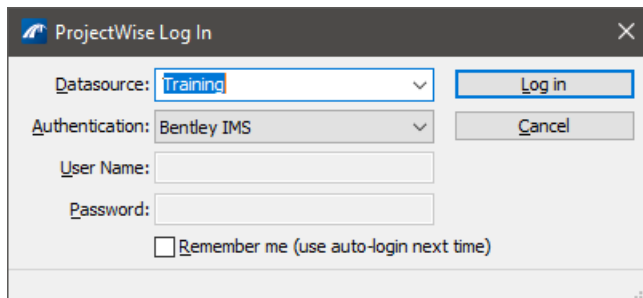 ProjectWise Log In
Datasource: Training Log in
Authentication: Bentley IMS Cancel
User Name:
Password:
Remember me (use auto-login next time)